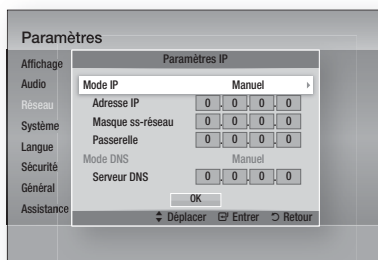 Paramètres
Affichage
Audio
Réseau
Système
Langue
Sécurité
Général
Assistance
Paramètres IP
Mode IP Manuel
Adresse IP 0 . 0 . 0 . 0
Masque ss-réseau 0 . 0 . 0 . 0
Passerelle 0 . 0 . 0 . 0
Mode DNS Manuel
Serveur DNS 0 . 0 . 0 . 0
OK
Déplacer Entrer Retour